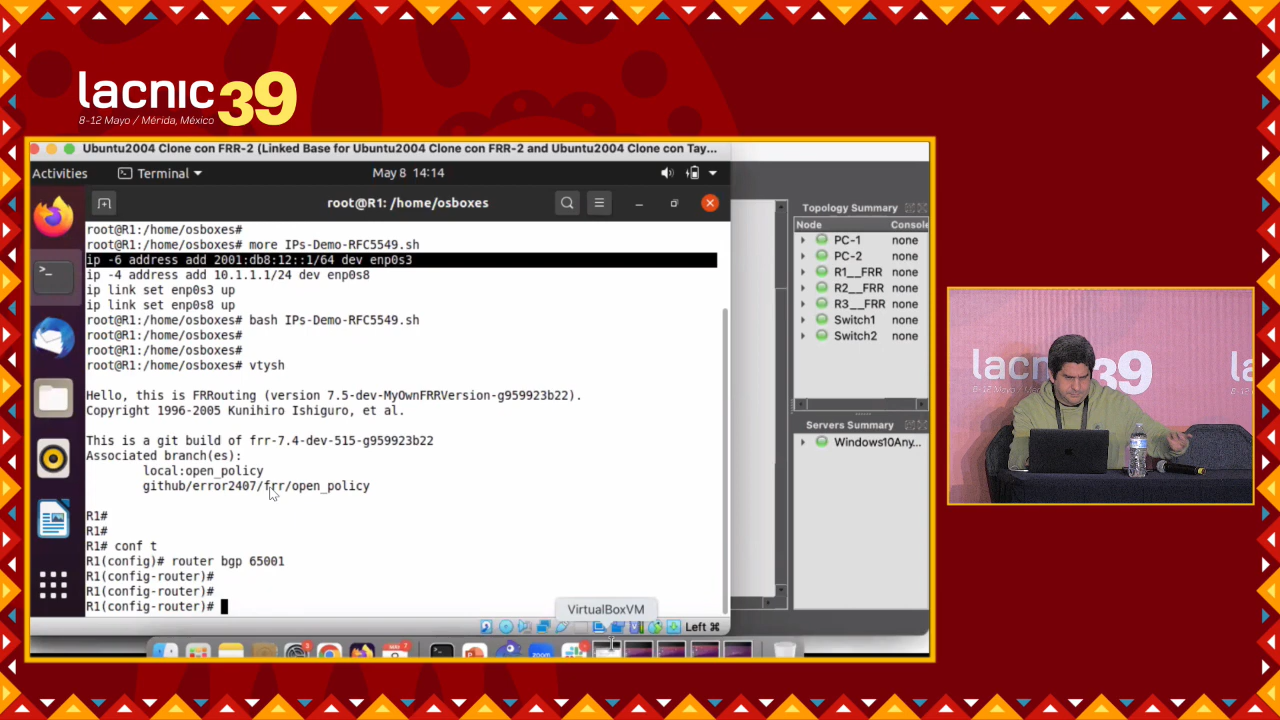 lacnic 39
8-12 Mayo / Mérida, México
Ubuntu2004 Clone con FRR-2 (Linked Base for Ubuntu2004 Clone con FRR-2 and Ubuntu2004 Clone con Tay...
Activities
Terminal
May 8 14:14
root@R1: /home/osboxes
root@R1:/home/osboxes#
root@R1:/home/osboxes# more IPs-Demo-RFC5549.sh
ip -6 address add 2001:db8:12::1/64 dev enp0s3
ip -4 address add 10.1.1.1/24 dev enp0s8
ip link set enp0s3 up
ip link set enp0s8 up
root@R1:/home/osboxes# bash IPs-Demo-RFC5549.sh
root@R1:/home/osboxes#
root@R1:/home/osboxes#
root@R1:/home/osboxes# vtysh
Hello, this is FRRouting (version 7.5-dev-MyOwnFRRVersion-g959923b22).
Copyright 1996-2005 Kunihiro Ishiguro, et al.
This is a git build of frr-7.4-dev-515-g959923b22
Associated branch(es):
local:open_policy
github/error2407/frr/open_policy
R1#
R1#
R1# conf t
R1(config)# router bgp 65001
R1(config-router)#
R1(config-router)#
R1(config-router)#
VirtualBoxVM
Left ⌘
zoom
Topology Summary
Node Console
PC-1 none
PC-2 none
R1__FRR none
R2__FRR none
R3__FRR none
Switch1 none
Switch2 none
Servers Summary
Windows10Any...
lacnic 39